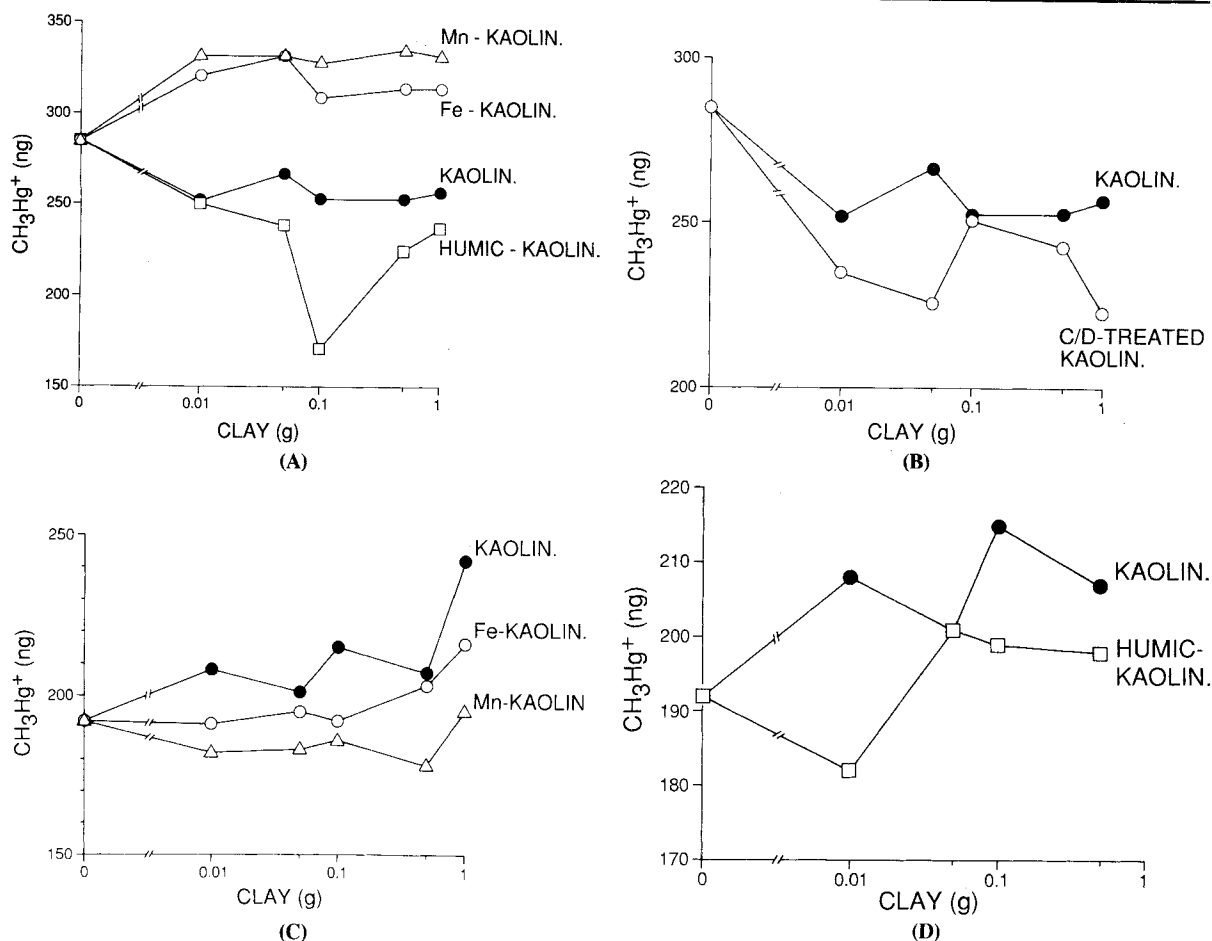 350
300
250
200
150
CH3Hg+ (ng)
Mn - KAOLIN.
Fe - KAOLIN.
KAOLIN.
HUMIC - KAOLIN.
0
0.01
0.1
1
CLAY (g)
(A)
300
250
200
CH3Hg+ (ng)
KAOLIN.
C/D-TREATED
KAOLIN.
0
0.01
0.1
1
CLAY (g)
(B)
250
200
150
CH3Hg+ (ng)
KAOLIN.
Fe-KAOLIN.
Mn-KAOLIN
0
0.01
0.1
1
CLAY (g)
(C)
220
210
200
190
180
170
CH3Hg+ (ng)
KAOLIN.
HUMIC-
KAOLIN.
0
0.01
0.1
1
CLAY (g)
(D)